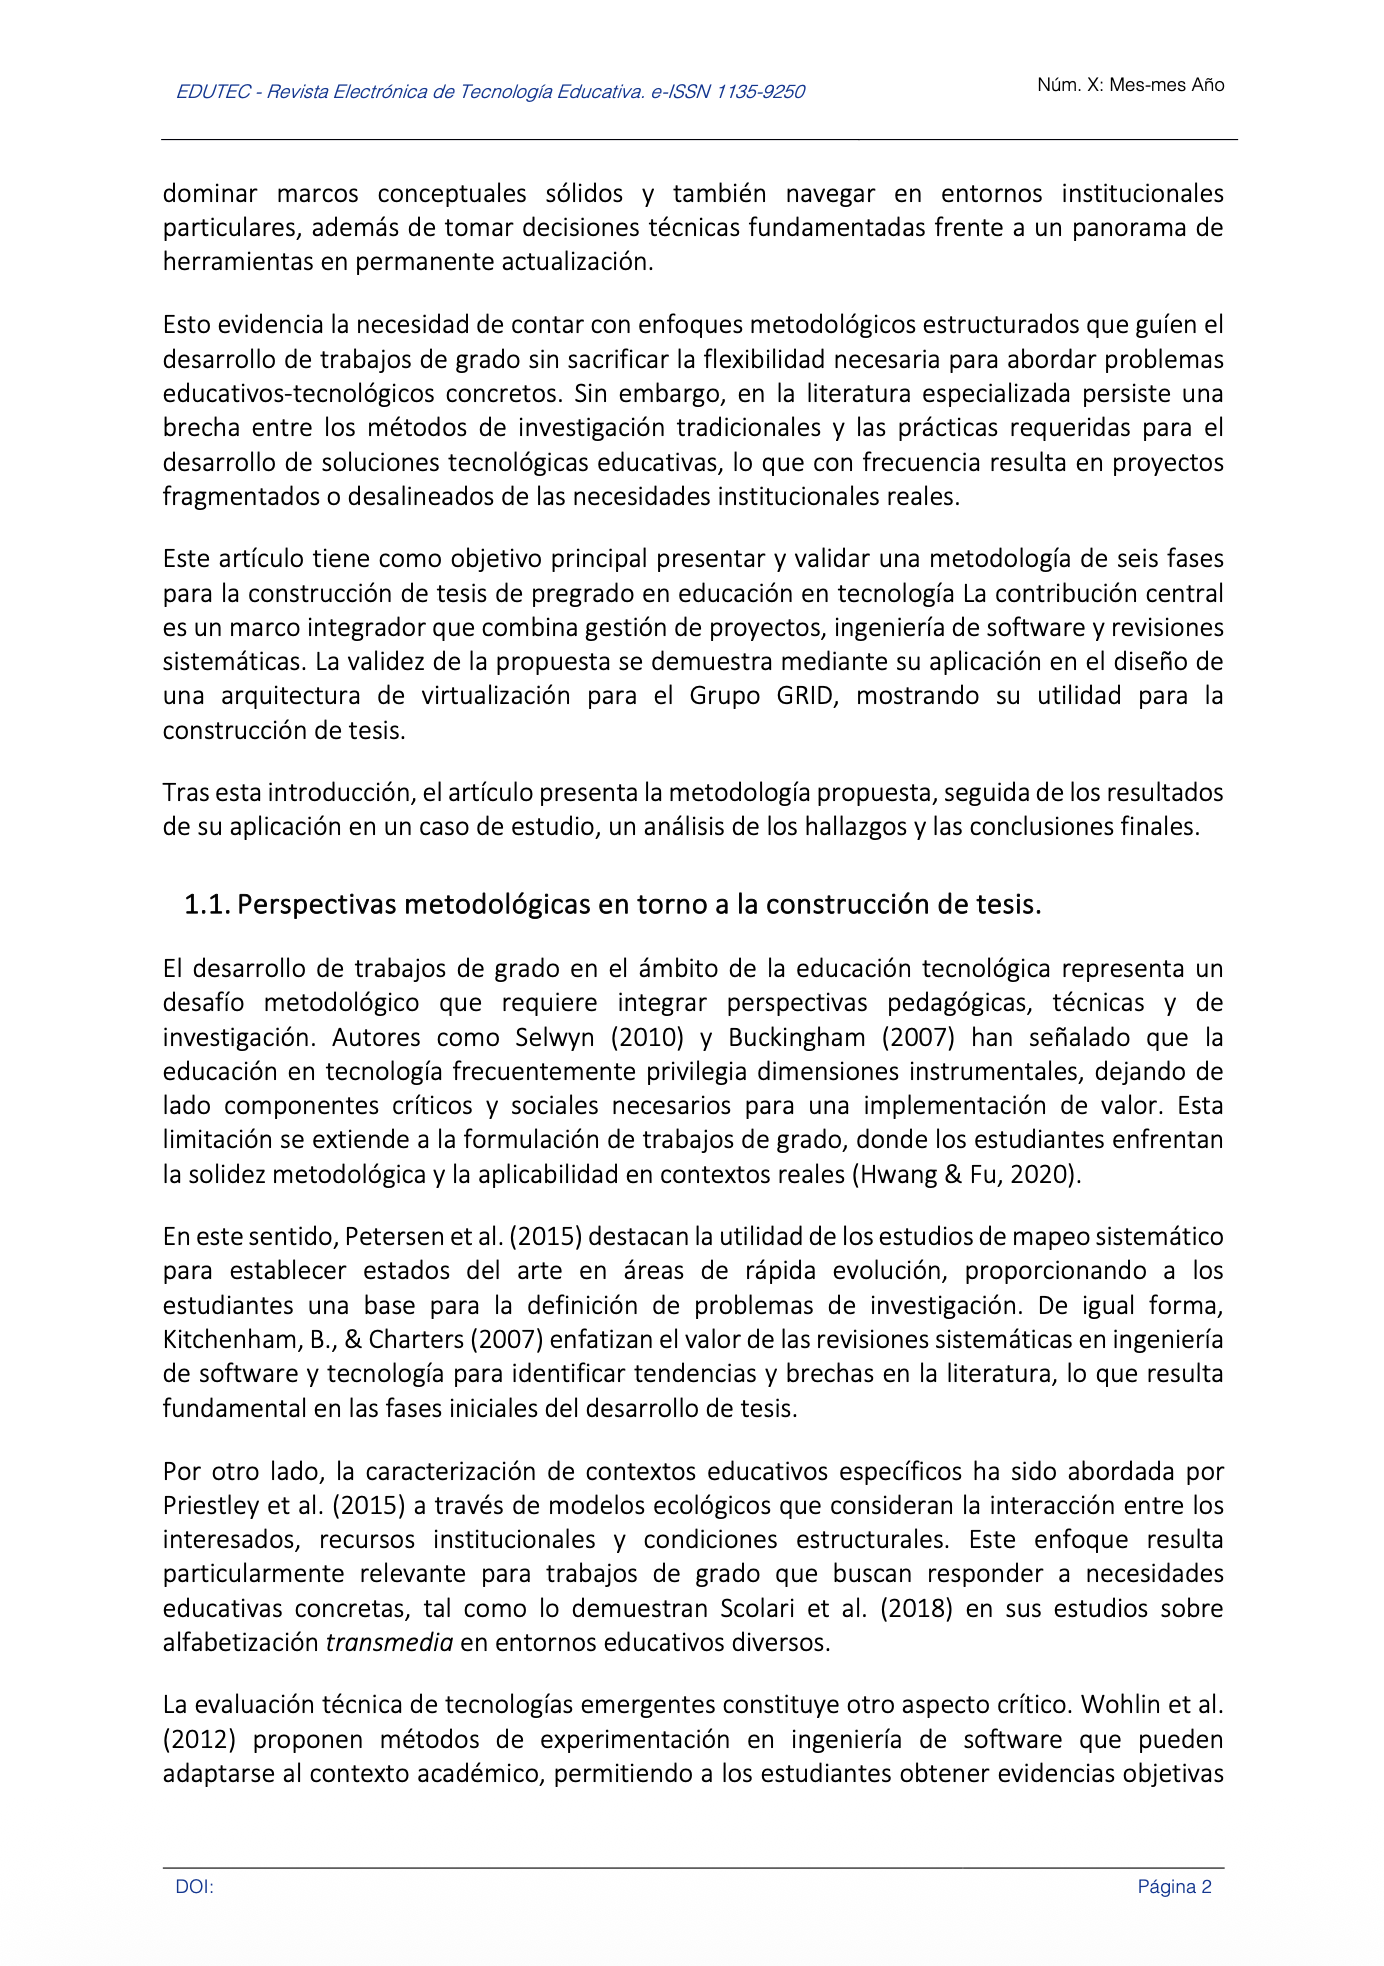 EDUTEC - Revista Electrónica de Tecnología Educativa. e-ISSN 1135-9250
Núm. X: Mes-mes Año
dominar marcos conceptuales sólidos y también navegar en entornos institucionales
particulares, además de tomar decisiones técnicas fundamentadas frente a un panorama de
herramientas en permanente actualización.
Esto evidencia la necesidad de contar con enfoques metodológicos estructurados que guíen el
desarrollo de trabajos de grado sin sacrificar la flexibilidad necesaria para abordar problemas
educativos-tecnológicos concretos. Sin embargo, en la literatura especializada persiste una
brecha entre los métodos de investigación tradicionales y las prácticas requeridas para el
desarrollo de soluciones tecnológicas educativas, lo que con frecuencia resulta en proyectos
fragmentados o desalineados de las necesidades institucionales reales.
Este artículo tiene como objetivo principal presentar y validar una metodología de seis fases
para la construcción de tesis de pregrado en educación en tecnología La contribución central
es un marco integrador que combina gestión de proyectos, ingeniería de software y revisiones
sistemáticas. La validez de la propuesta se demuestra mediante su aplicación en el diseño de
una arquitectura de virtualización para el Grupo GRID, mostrando su utilidad para la
construcción de tesis.
Tras esta introducción, el artículo presenta la metodología propuesta, seguida de los resultados
de su aplicación en un caso de estudio, un análisis de los hallazgos y las conclusiones finales.
1.1. Perspectivas metodológicas en torno a la construcción de tesis.
El desarrollo de trabajos de grado en el ámbito de la educación tecnológica representa un
desafío metodológico que requiere integrar perspectivas pedagógicas, técnicas y de
investigación. Autores como Selwyn (2010) y Buckingham (2007) han señalado que la
educación en tecnología frecuentemente privilegia dimensiones instrumentales, dejando de
lado componentes críticos y sociales necesarios para una implementación de valor. Esta
limitación se extiende a la formulación de trabajos de grado, donde los estudiantes enfrentan
la solidez metodológica y la aplicabilidad en contextos reales (Hwang & Fu, 2020).
En este sentido, Petersen et al. (2015) destacan la utilidad de los estudios de mapeo sistemático
para establecer estados del arte en áreas de rápida evolución, proporcionando a los
estudiantes una base para la definición de problemas de investigación. De igual forma,
Kitchenham, B., & Charters (2007) enfatizan el valor de las revisiones sistemáticas en ingeniería
de software y tecnología para identificar tendencias y brechas en la literatura, lo que resulta
fundamental en las fases iniciales del desarrollo de tesis.
Por otro lado, la caracterización de contextos educativos específicos ha sido abordada por
Priestley et al. (2015) a través de modelos ecológicos que consideran la interacción entre los
interesados, recursos institucionales y condiciones estructurales. Este enfoque resulta
particularmente relevante para trabajos de grado que buscan responder a necesidades
educativas concretas, tal como lo demuestran Scolari et al. (2018) en sus estudios sobre
alfabetización transmedia en entornos educativos diversos.
La evaluación técnica de tecnologías emergentes constituye otro aspecto crítico. Wohlin et al.
(2012) proponen métodos de experimentación en ingeniería de software que pueden
adaptarse al contexto académico, permitiendo a los estudiantes obtener evidencias objetivas
DOI:
Página 2